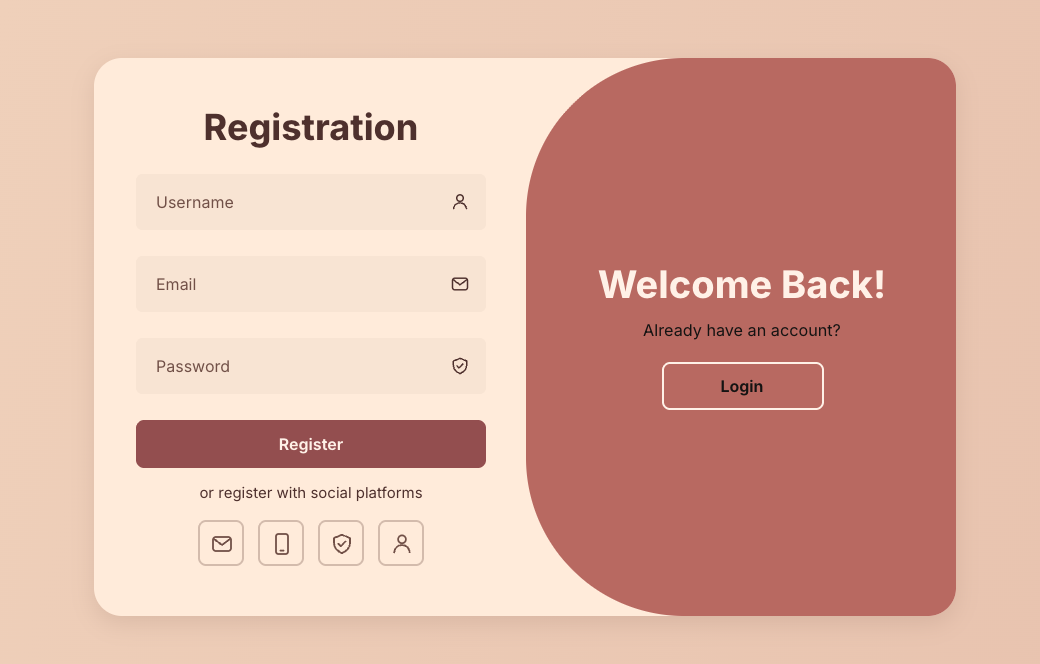 Registration
Username
Email
Password
Register
or register with social platforms
Welcome Back!
Already have an account?
Login